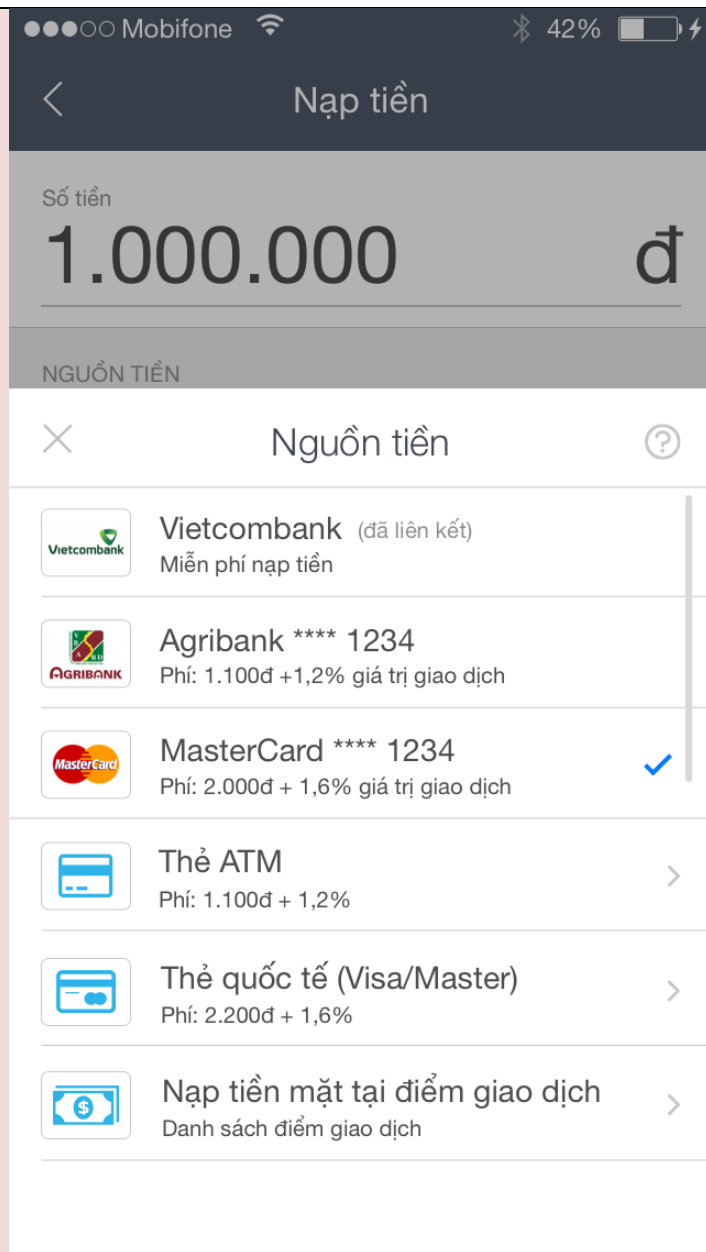 Mobifone 42%
Nạp tiền
Số tiền
1.000.000 đ
NGUỒN TIỀN
Nguồn tiền ?
Vietcombank Vietcombank (đã liên kết)
Miễn phí nạp tiền
AGRIBANK Agribank **** 1234
Phí: 1.100đ +1,2% giá trị giao dịch
MasterCard MasterCard **** 1234
Phí: 2.000đ + 1,6% giá trị giao dịch
Thẻ ATM
Phí: 1.100đ + 1,2%
Thẻ quốc tế (Visa/Master)
Phí: 2.200đ + 1,6%
$ Nạp tiền mặt tại điểm giao dịch
Danh sách điểm giao dịch